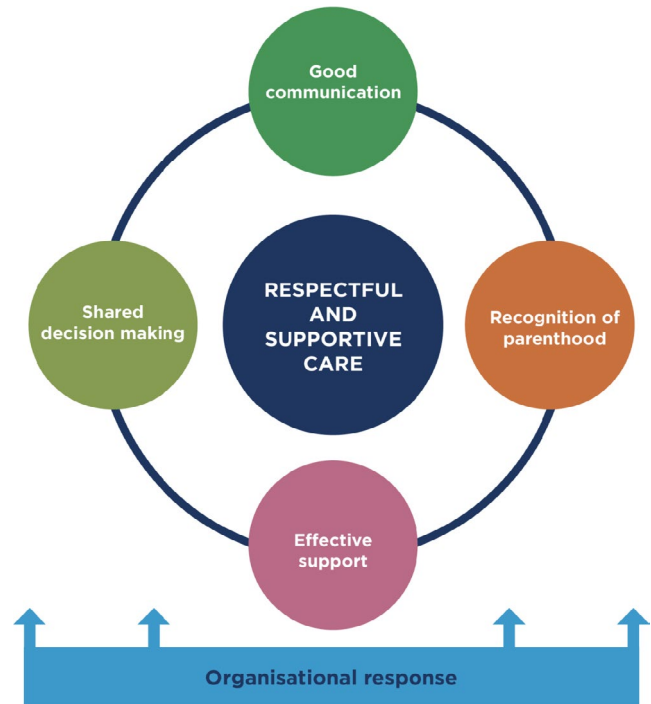 Good
communication
Shared
decision making
RESPECTFUL
AND
SUPPORTIVE
CARE
Recognition of
parenthood
Effective
support
Organisational response